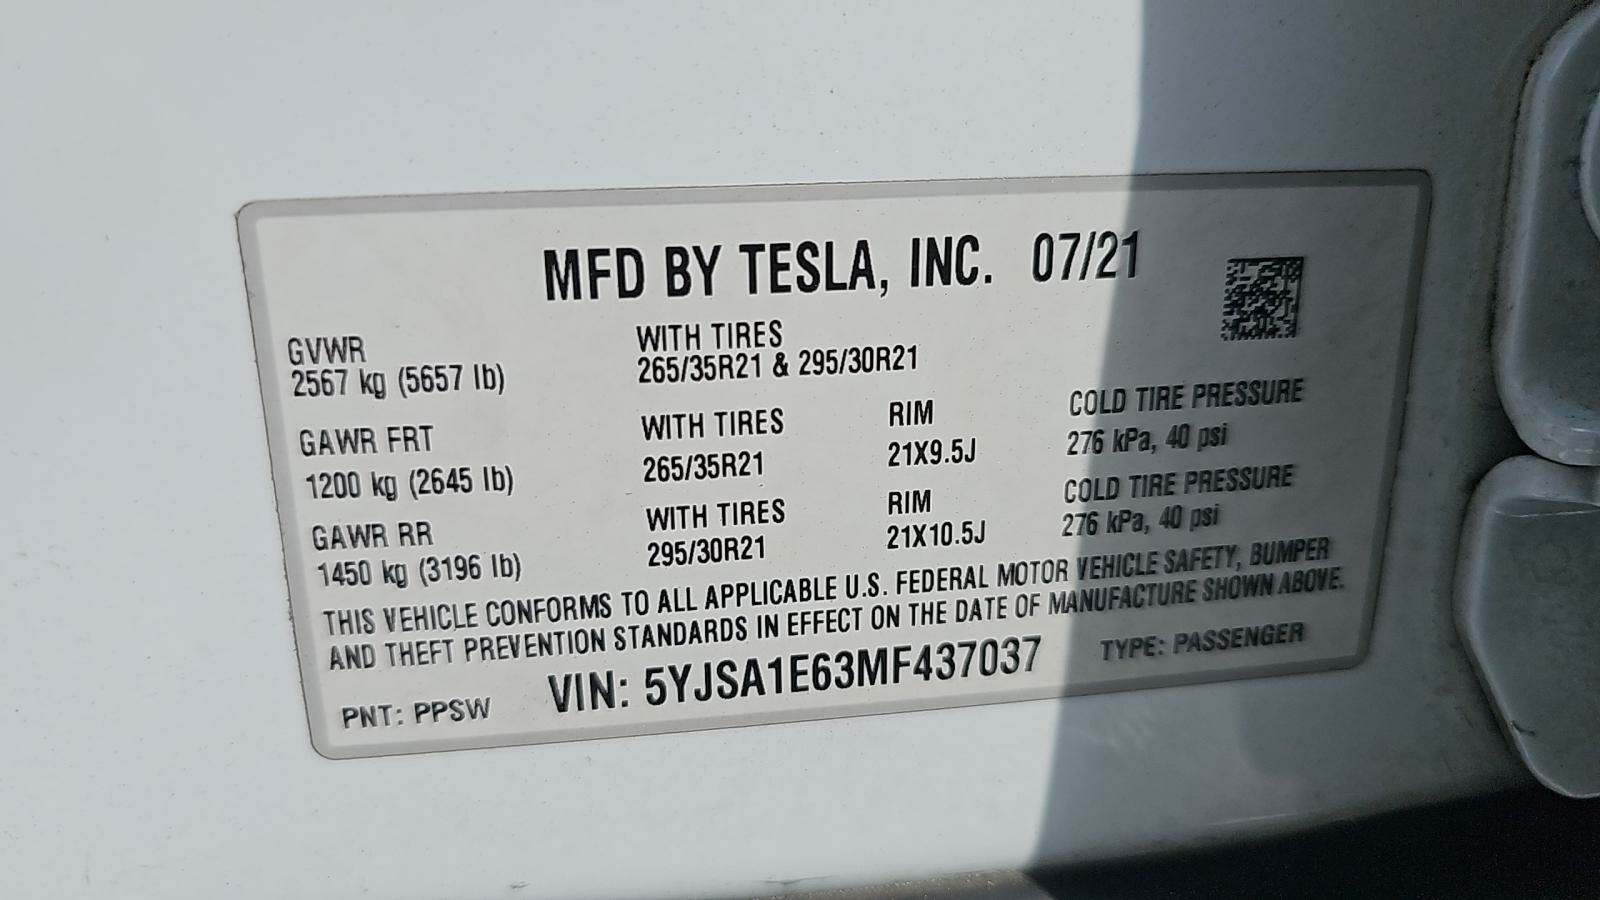 MFD BY TESLA, INC. 07/21
GVWR
2567 kg (5657 lb)
WITH TIRES
265/35R21 & 295/30R21
GAWR FRT
1200 kg (2645 lb)
WITH TIRES
265/35R21
RIM
21X9.5J
COLD TIRE PRESSURE
276 kPa, 40 psi
GAWR RR
1450 kg (3196 lb)
WITH TIRES
295/30R21
RIM
21X10.5J
COLD TIRE PRESSURE
276 kPa, 40 psi
THIS VEHICLE CONFORMS TO ALL APPLICABLE U.S. FEDERAL MOTOR VEHICLE SAFETY, BUMPER
AND THEFT PREVENTION STANDARDS IN EFFECT ON THE DATE OF MANUFACTURE SHOWN ABOVE.
PNT: PPSW VIN: 5YJSA1E63MF437037 TYPE: PASSENGER